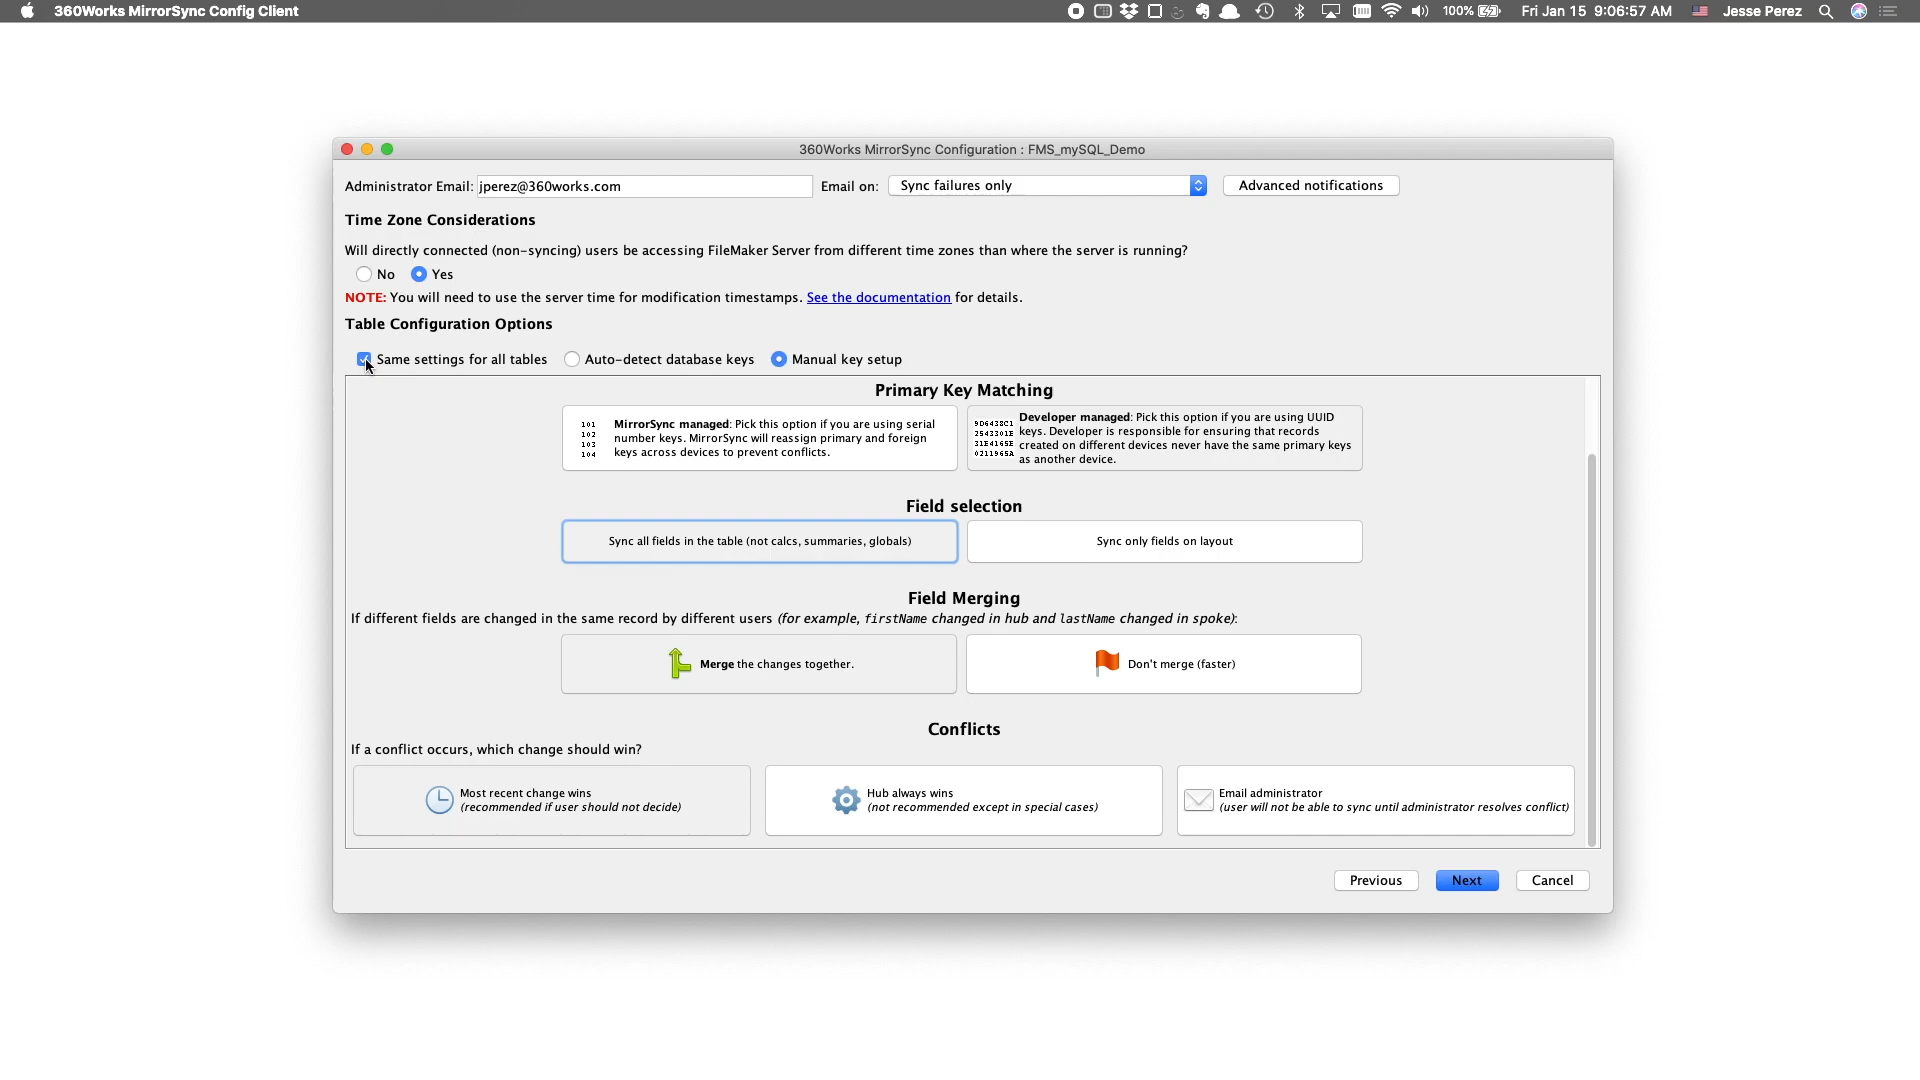 360Works MirrorSync Config Client
100%
Fri Jan 15 9:06:57 AM
Jesse Perez
360Works MirrorSync Configuration : FMS_mySQL_Demo
Administrator Email: jperez@360works.com Email on: Sync failures only Advanced notifications
Time Zone Considerations
Will directly connected (non-syncing) users be accessing FileMaker Server from different time zones than where the server is running?
No Yes
NOTE: You will need to use the server time for modification timestamps. See the documentation for details.
Table Configuration Options
Same settings for all tables Auto-detect database keys Manual key setup
Primary Key Matching
101
102
103
104
MirrorSync managed: Pick this option if you are using serial
number keys. MirrorSync will reassign primary and foreign
keys across devices to prevent conflicts.
9D6438C1
2543301E
31E4165E
0211965A
Developer managed: Pick this option if you are using UUID
keys. Developer is responsible for ensuring that records
created on different devices never have the same primary keys
as another device.
Field selection
Sync all fields in the table (not calcs, summaries, globals)
Sync only fields on layout
Field Merging
If different fields are changed in the same record by different users (for example, firstName changed in hub and lastName changed in spoke):
Merge the changes together.
Don't merge (faster)
Conflicts
If a conflict occurs, which change should win?
Most recent change wins
(recommended if user should not decide)
Hub always wins
(not recommended except in special cases)
Email administrator
(user will not be able to sync until administrator resolves conflict)
Previous Next Cancel